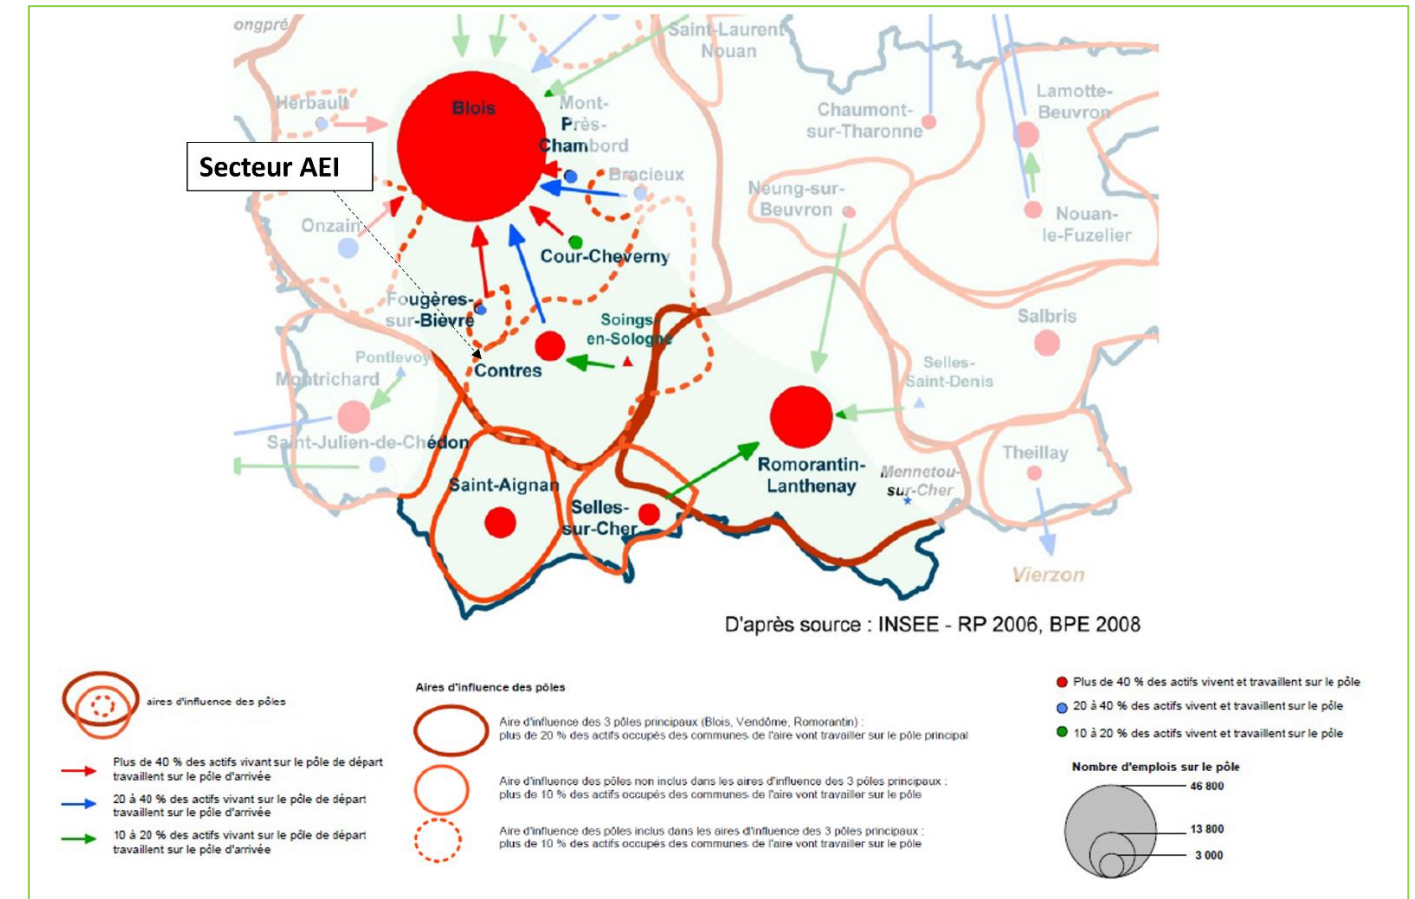 ongpré
Saint-Laurent
Nouan
Herbault
Blois
Mont-
Près-
Chambord
Chaumont-
sur-Tharonne
Lamotte-
Beuvron
Secteur AEI
Bracieux
Neung-sur-
Beuvron
Onzain
Nouan-
le-Fuzelier
Cour-Cheverny
Fougères-
sur-Bièvre
Soings
en-Sologne
Salbris
Pontlevoy
Montrichard
Contres
Selles-
Saint-Denis
Saint-Julien-de-Chédon
Theillay
Romorantin-
Lanthenay
Mennetou-
sur-Cher
Saint-Aignan
Selles-
sur-Cher
Vierzon
D'après source : INSEE - RP 2006, BPE 2008
aires d'influence des pôles
Plus de 40 % des actifs vivant sur le pôle de départ
travaillent sur le pôle d'arrivée
20 à 40 % des actifs vivant sur le pôle de départ
travaillent sur le pôle d'arrivée
10 à 20 % des actifs vivant sur le pôle de départ
travaillent sur le pôle d'arrivée
Aires d'influence des pôles
Aire d'influence des 3 pôles principaux (Blois, Vendôme, Romorantin) :
plus de 20 % des actifs occupés des communes de l'aire vont travailler sur le pôle principal
Aire d'influence des pôles non inclus dans les aires d'influence des 3 pôles principaux :
plus de 10 % des actifs occupés des communes de l'aire vont travailler sur le pôle
Aire d'influence des pôles inclus dans les aires d'influence des 3 pôles principaux :
plus de 10 % des actifs occupés des communes de l'aire vont travailler sur le pôle
Plus de 40 % des actifs vivent et travaillent sur le pôle
20 à 40 % des actifs vivent et travaillent sur le pôle
10 à 20 % des actifs vivent et travaillent sur le pôle
Nombre d'emplois sur le pôle
46 800
13 800
3 000